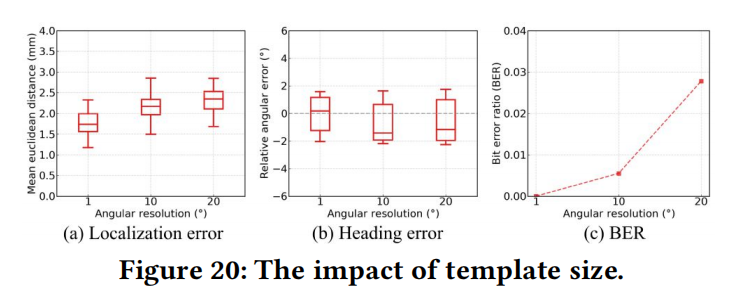 Mean euclidean distance (mm)
4.0
3.5
3.0
2.5
2.0
1.5
1.0
0.5
0.0
1 10 20
Angular resolution (°)
(a) Localization error
Relative angular error (°)
6
4
2
0
−2
−4
−6
1 10 20
Angular resolution (°)
(b) Heading error
Bit error ratio (BER)
0.04
0.03
0.02
0.01
0.00
1 10 20
Angular resolution (°)
(c) BER
Figure 20: The impact of template size.